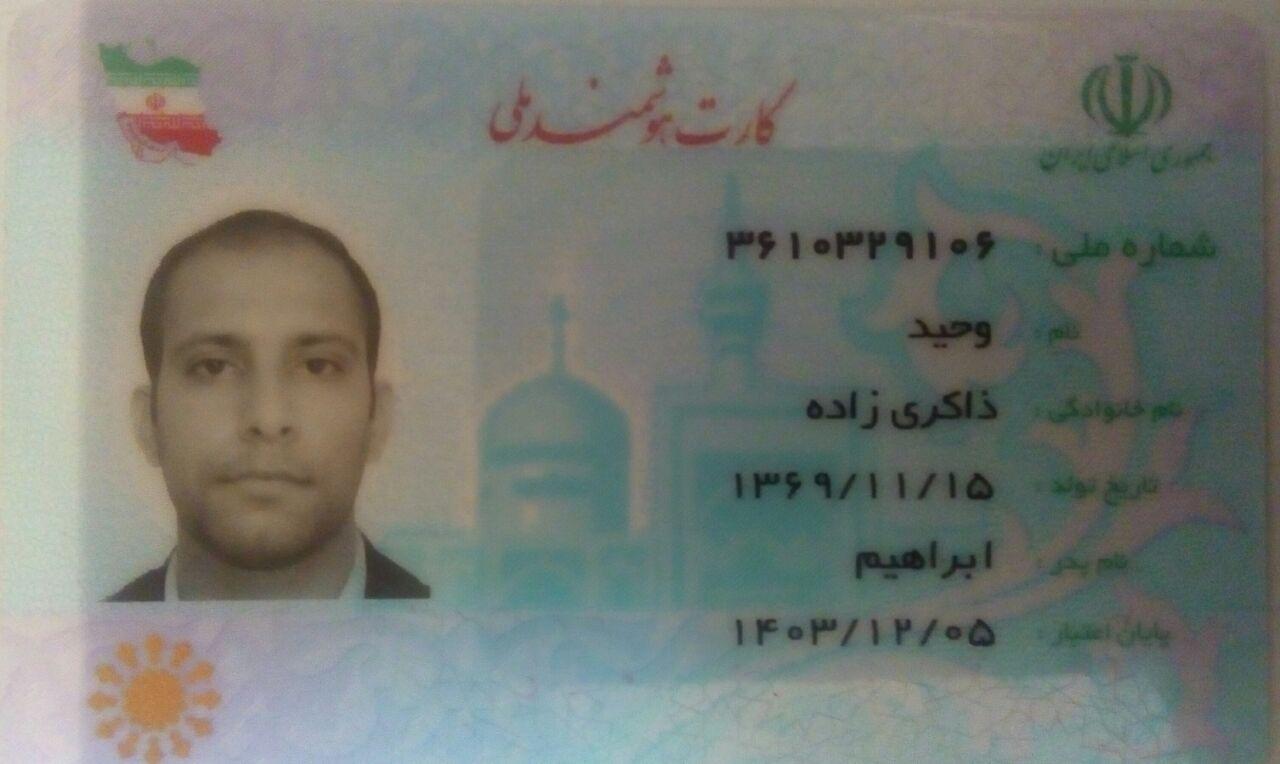 کارت هوشمند ملی
جمهوری اسلامی ایران
شماره ملی : ۳۶۱۰۳۲۹۱۰۶
نام : وحید
نام خانوادگی : ذاکری زاده
تاریخ تولد : ۱۳۶۹/۱۱/۱۵
نام پدر : ابراهیم
پایان اعتبار : ۱۴۰۳/۱۲/۰۵